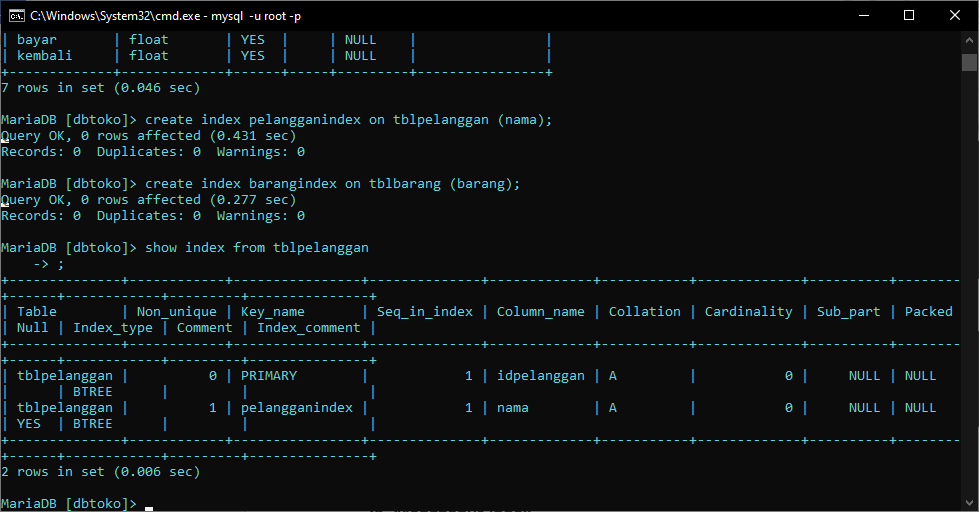 C:\Windows\System32\cmd.exe - mysql  -u root -p
| bayar       | float       | YES  |     | NULL    |                |
| kembali     | float       | YES  |     | NULL    |                |
+-------------+-------------+------+-----+---------+----------------+
7 rows in set (0.046 sec)
MariaDB [dbtoko]> create index pelangganindex on tblpelanggan (nama);
Query OK, 0 rows affected (0.431 sec)
Records: 0  Duplicates: 0  Warnings: 0
MariaDB [dbtoko]> create index barangindex on tblbarang (barang);
Query OK, 0 rows affected (0.277 sec)
Records: 0  Duplicates: 0  Warnings: 0
MariaDB [dbtoko]> show index from tblpelanggan
    -> ;
+--------------+------------+----------------+--------------+-------------+-----------+-------------+----------+--------
+------+------------+---------+---------------+
| Table        | Non_unique | Key_name       | Seq_in_index | Column_name | Collation | Cardinality | Sub_part | Packed
| Null | Index_type | Comment | Index_comment |
+--------------+------------+----------------+--------------+-------------+-----------+-------------+----------+--------
+------+------------+---------+---------------+
| tblpelanggan |          0 | PRIMARY        |            1 | idpelanggan | A         |           0 |     NULL | NULL
|      | BTREE      |         |               |
| tblpelanggan |          1 | pelangganindex |            1 | nama        | A         |           0 |     NULL | NULL
| YES  | BTREE      |         |               |
+--------------+------------+----------------+--------------+-------------+-----------+-------------+----------+--------
+------+------------+---------+---------------+
2 rows in set (0.006 sec)
MariaDB [dbtoko]>